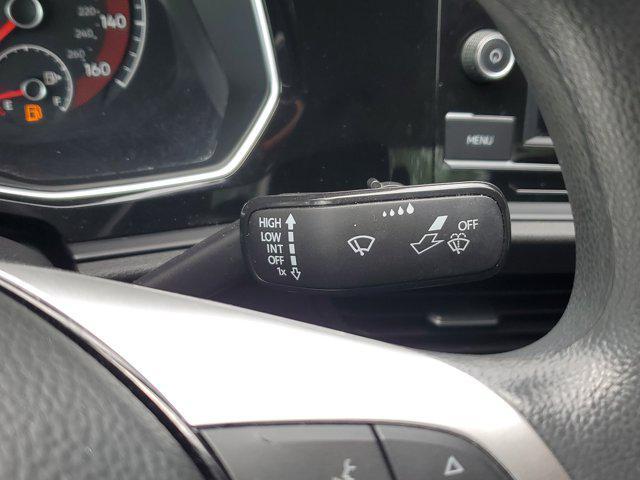 220
140
240
260
160
E
F
MENU
HIGH
LOW
INT
OFF
1x
OFF